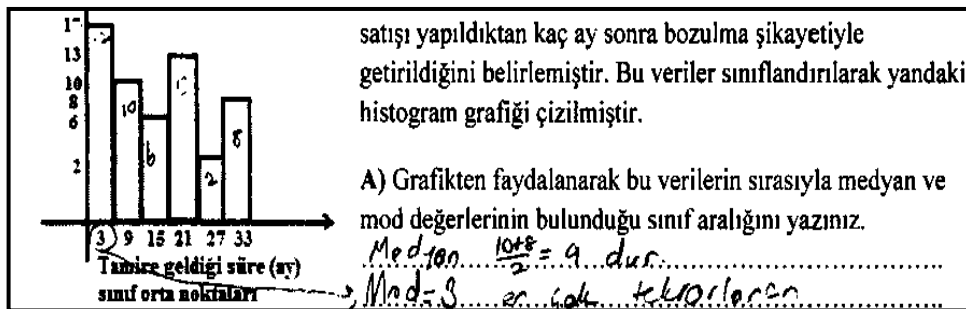 satışı yapıldıktan kaç ay sonra bozulma şikayetiyle
getirildiğini belirlemiştir. Bu veriler sınıflandırılarak yandaki
histogram grafiği çizilmiştir.
A) Grafikten faydalanarak bu verilerin sırasıyla medyan ve
mod değerlerinin bulunduğu sınıf aralığını yazınız.
Medyan 10+8/2 = 9 dur.
Mod=3 en çok tekrarlanan
13
10
8
6
2
10
6
2
8
3 9 15 21 27 33
Tamire geldiği süre (ay)
sınıf orta noktaları